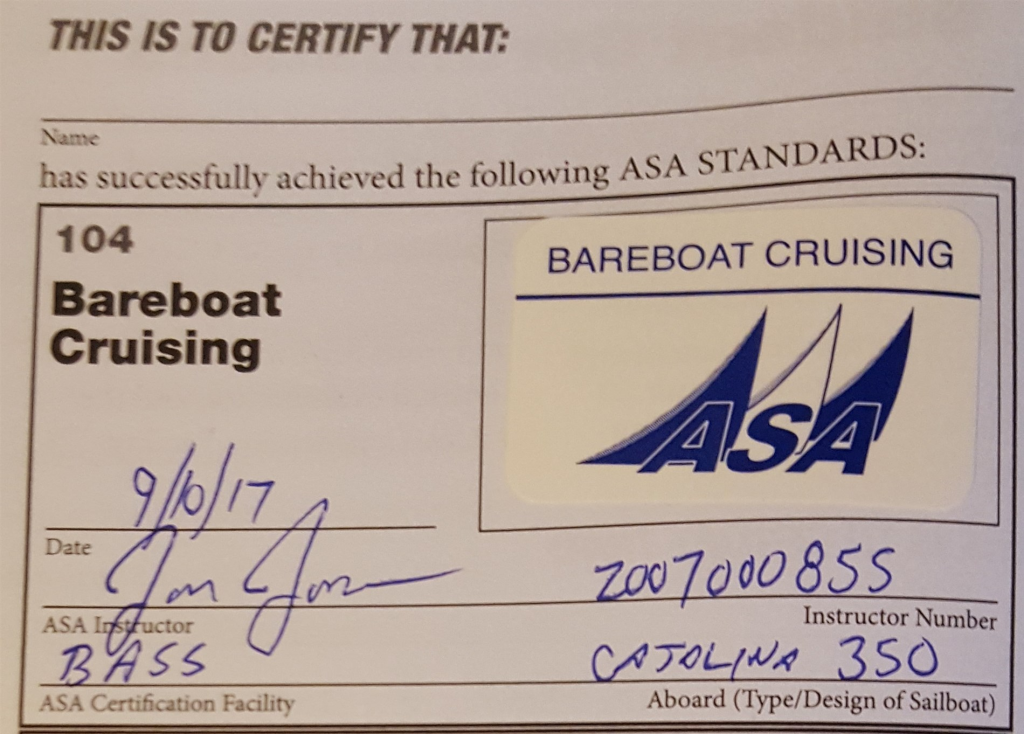 THIS IS TO CERTIFY THAT:
Name
has successfully achieved the following ASA STANDARDS:
104
Bareboat
Cruising
BAREBOAT CRUISING
ASA
9/10/17
Date
2007000855
ASA Instructor
Instructor Number
BASS
CATALINA 350
ASA Certification Facility
Aboard (Type/Design of Sailboat)